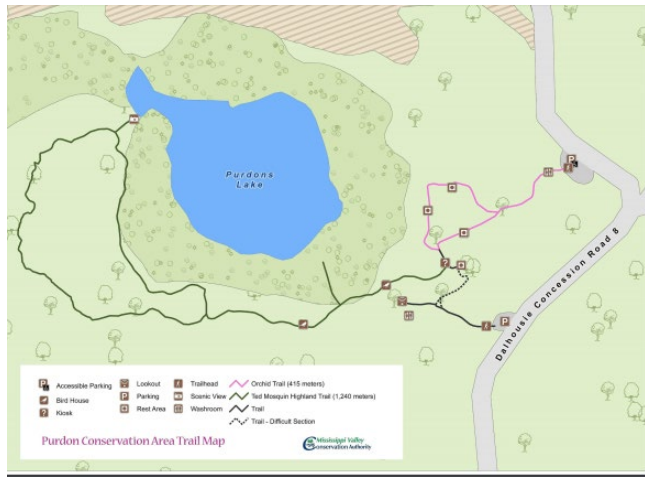 Purdons
Lake
Dalhousie Concession Road 8
P
P
?
Accessible Parking
Bird House
Kiosk
Lookout
Parking
Rest Area
Trailhead
Scenic View
Washroom
Orchid Trail (415 meters)
Ted Mosquin Highland Trail (1,240 meters)
Trail
Trail - Difficult Section
Purdon Conservation Area Trail Map
Mississippi Valley
Conservation Authority